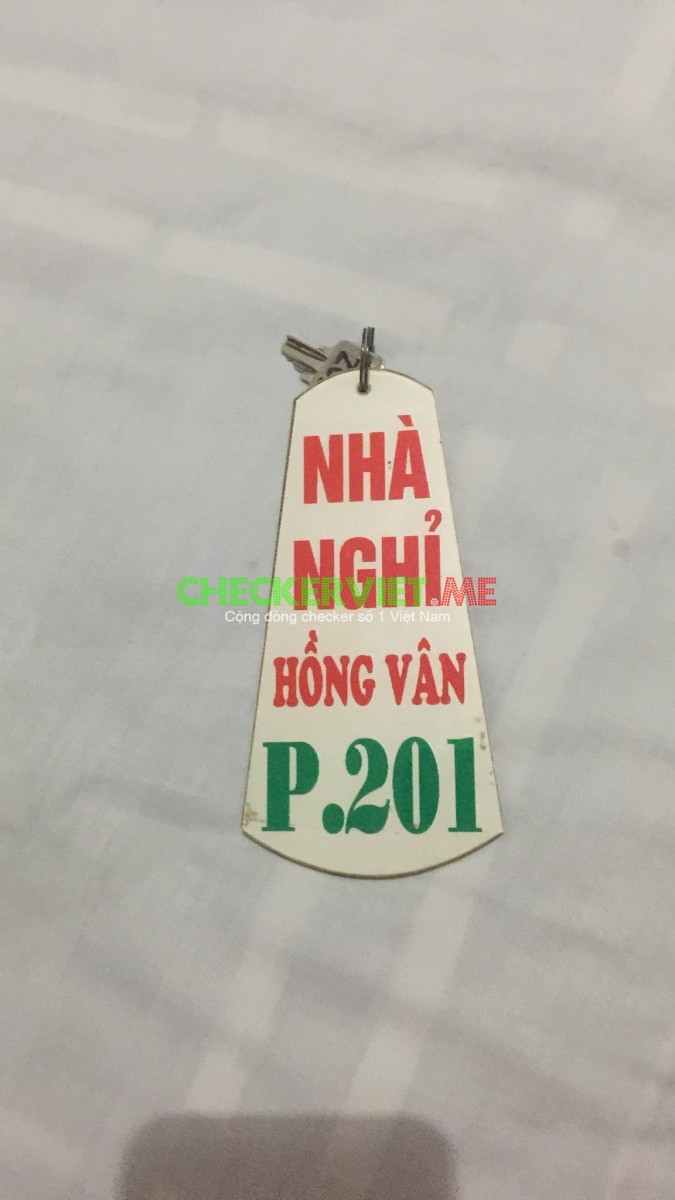 NHÀ
NGHỈ
CHECKERVIET.ME
Cộng đồng checker số 1 Việt Nam
HỒNG VÂN
P.201